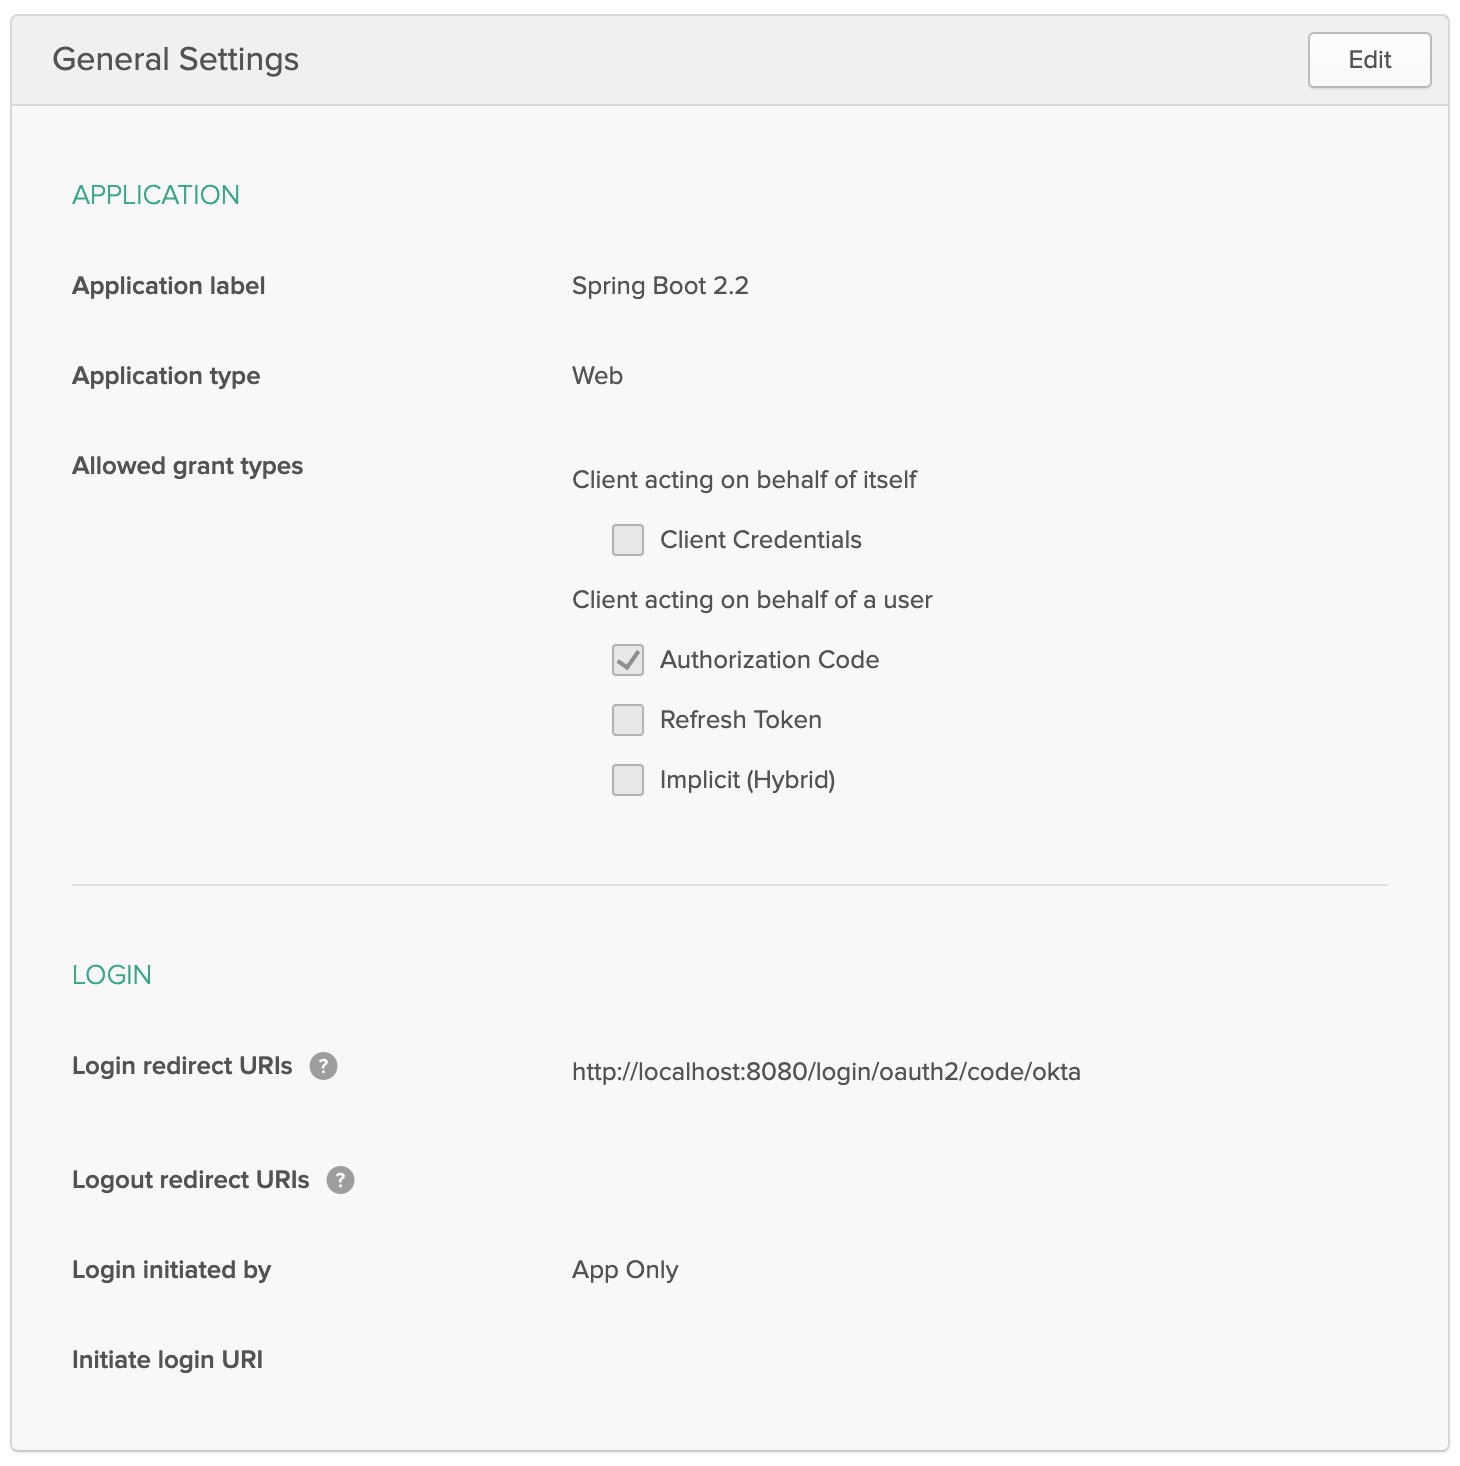 General Settings
Edit
APPLICATION
Application label
Spring Boot 2.2
Application type
Web
Allowed grant types
Client acting on behalf of itself
Client Credentials
Client acting on behalf of a user
Authorization Code
Refresh Token
Implicit (Hybrid)
LOGIN
Login redirect URIs ?
http://localhost:8080/login/oauth2/code/okta
Logout redirect URIs ?
Login initiated by
App Only
Initiate login URI